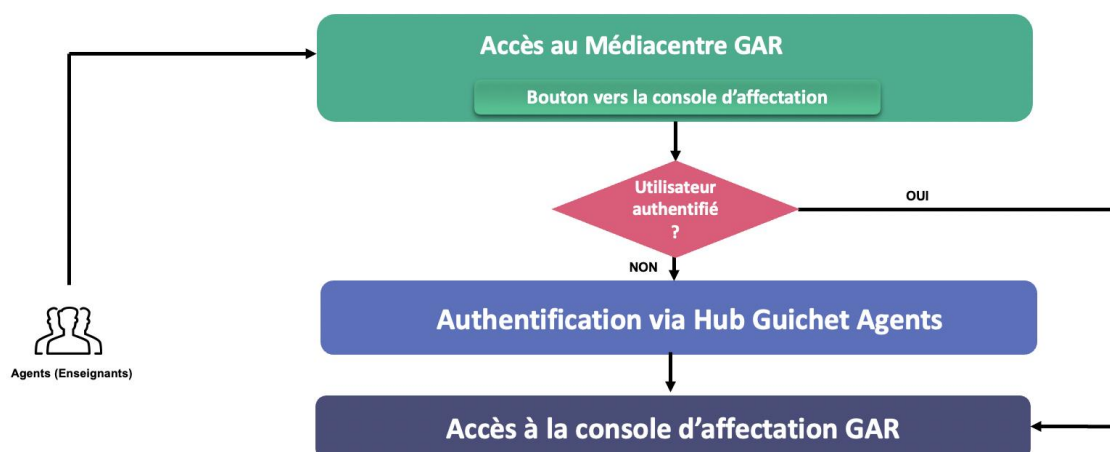 Accès au Médiacentre GAR
Bouton vers la console d'affectation
Utilisateur
authentifié
?
OUI
NON
Authentification via Hub Guichet Agents
Agents (Enseignants)
Accès à la console d'affectation GAR